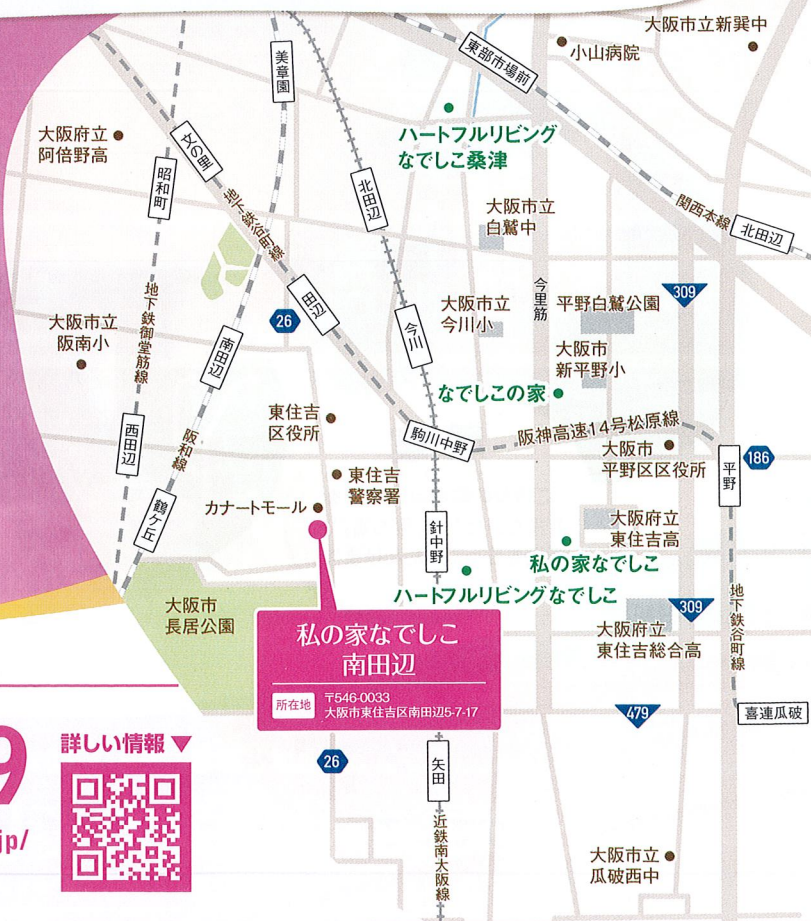 大阪市立新巽中
小山病院
東部市場前
美章園
大阪府立
阿倍野高
文の里
ハートフルリビング
なでしこ桑津
昭和町
北田辺
地下鉄谷町線
大阪市立
白鷺中
関西本線
北田辺
今里筋
平野白鷺公園
309
大阪市立
今川小
田辺
26
今川
地下鉄御堂筋線
大阪市立
阪南小
南田辺
大阪市
新平野小
なでしこの家
東住吉
区役所
駒川中野
阪神高速14号松原線
西田辺
阪和線
大阪市
平野区区役所
平野
186
東住吉
警察署
カナートモール
鶴ケ丘
針中野
大阪府立
東住吉高
私の家なでしこ
ハートフルリビングなでしこ
大阪市
長居公園
309
地下鉄谷町線
大阪府立
東住吉総合高
私の家なでしこ
南田辺
所在地
〒546-0033
大阪市東住吉区南田辺5-7-17
479
喜連瓜破
9
詳しい情報▼
jp/
26
矢田
近鉄南大阪線
大阪市立
瓜破西中